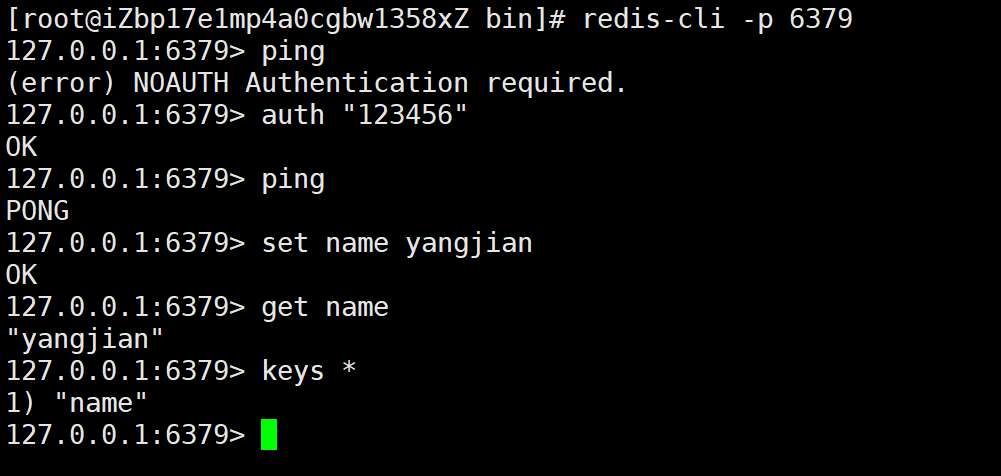 [root@iZbp17e1mp4a0cgbw1358xZ bin]# redis-cli -p 6379
127.0.0.1:6379> ping
(error) NOAUTH Authentication required.
127.0.0.1:6379> auth "123456"
OK
127.0.0.1:6379> ping
PONG
127.0.0.1:6379> set name yangjian
OK
127.0.0.1:6379> get name
"yangjian"
127.0.0.1:6379> keys *
1) "name"
127.0.0.1:6379>